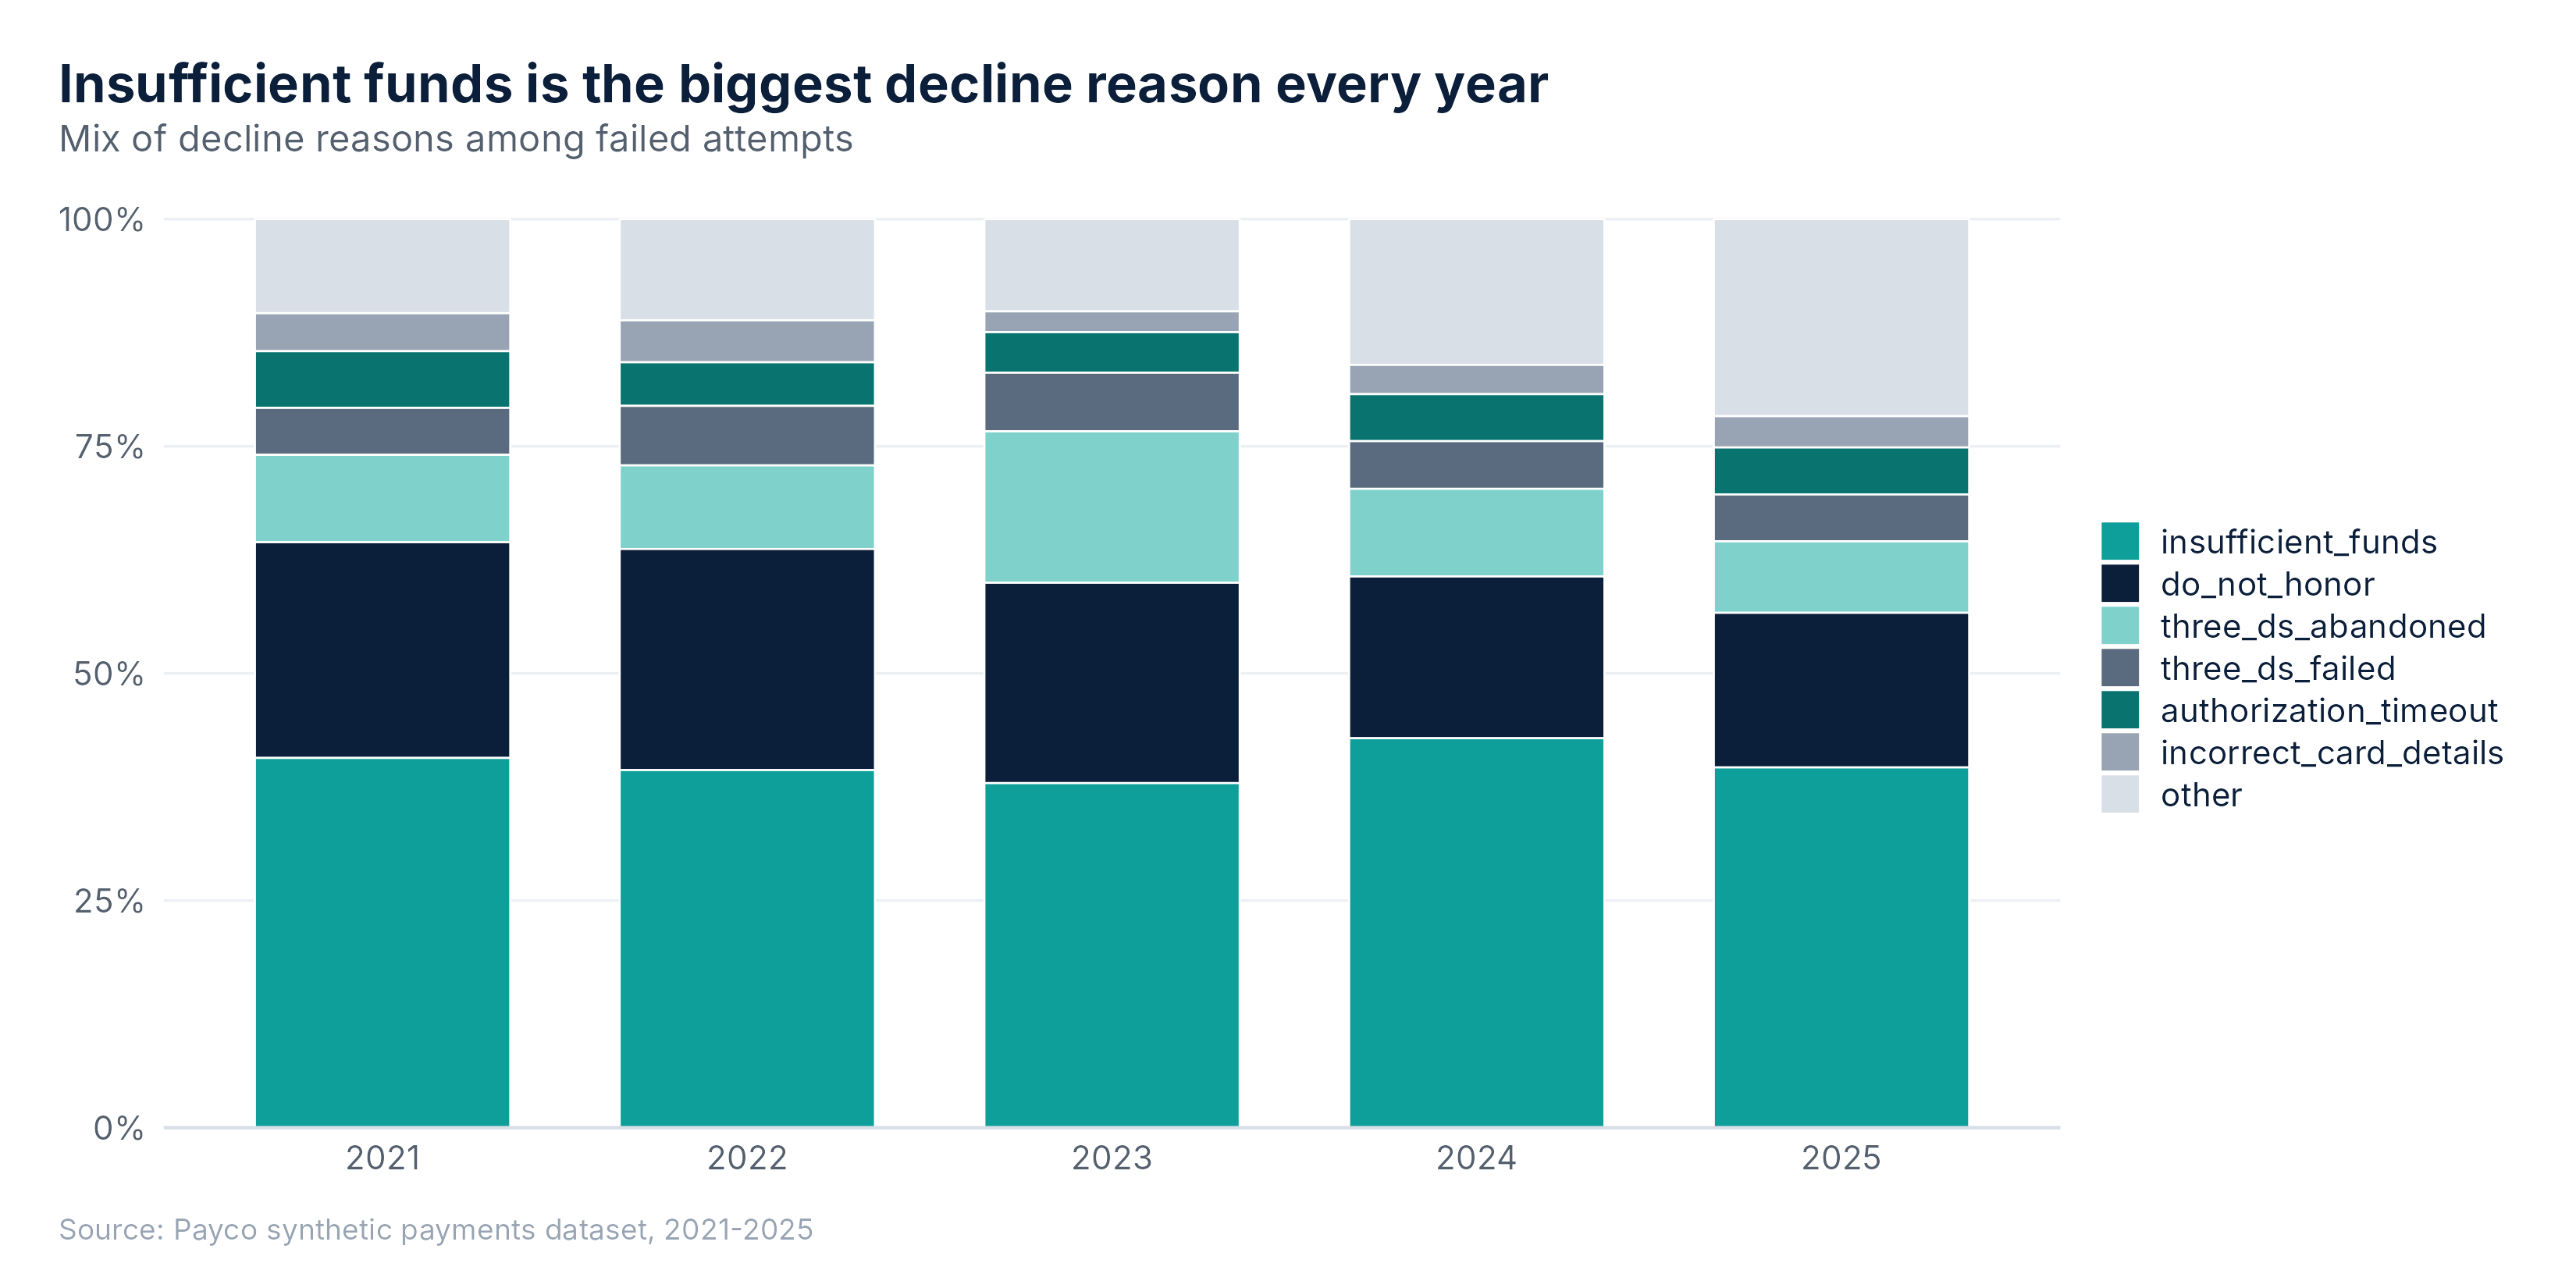 Insufficient funds is the biggest decline reason every year
Mix of decline reasons among failed attempts
100%
75%
50%
25%
0%
2021
2022
2023
2024
2025
insufficient_funds
do_not_honor
three_ds_abandoned
three_ds_failed
authorization_timeout
incorrect_card_details
other
Source: Payco synthetic payments dataset, 2021-2025